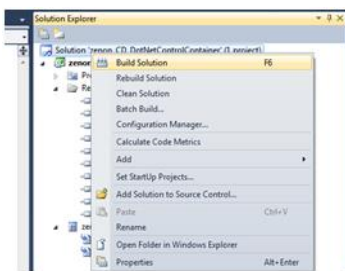 Solution Explorer
Solution 'zenon_CD_DotNetControlContainer' (1 project)
zenon
Build Solution F6
Pr
Rebuild Solution
Re
Clean Solution
Batch Build...
Configuration Manager...
Calculate Code Metrics
Add
Set StartUp Projects...
Add Solution to Source Control...
Paste Ctrl+V
ze
Rename
Open Folder in Windows Explorer
Properties Alt+Enter